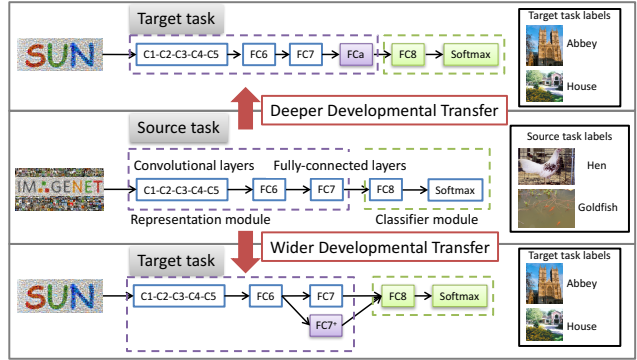 Target task
SUN
C1-C2-C3-C4-C5
FC6
FC7
FCa
FC8
Softmax
Target task labels
Abbey
House
Deeper Developmental Transfer
Source task
IMAGENET
Convolutional layers
Fully-connected layers
C1-C2-C3-C4-C5
FC6
FC7
FC8
Softmax
Representation module
Classifier module
Source task labels
Hen
Goldfish
Wider Developmental Transfer
Target task
SUN
C1-C2-C3-C4-C5
FC6
FC7
FC7⁺
FC8
Softmax
Target task labels
Abbey
House